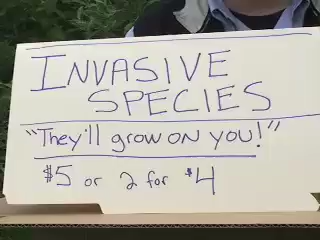 INVASIVE
SPECIES
"They'll grow on you!"
$5 or 2 for $4